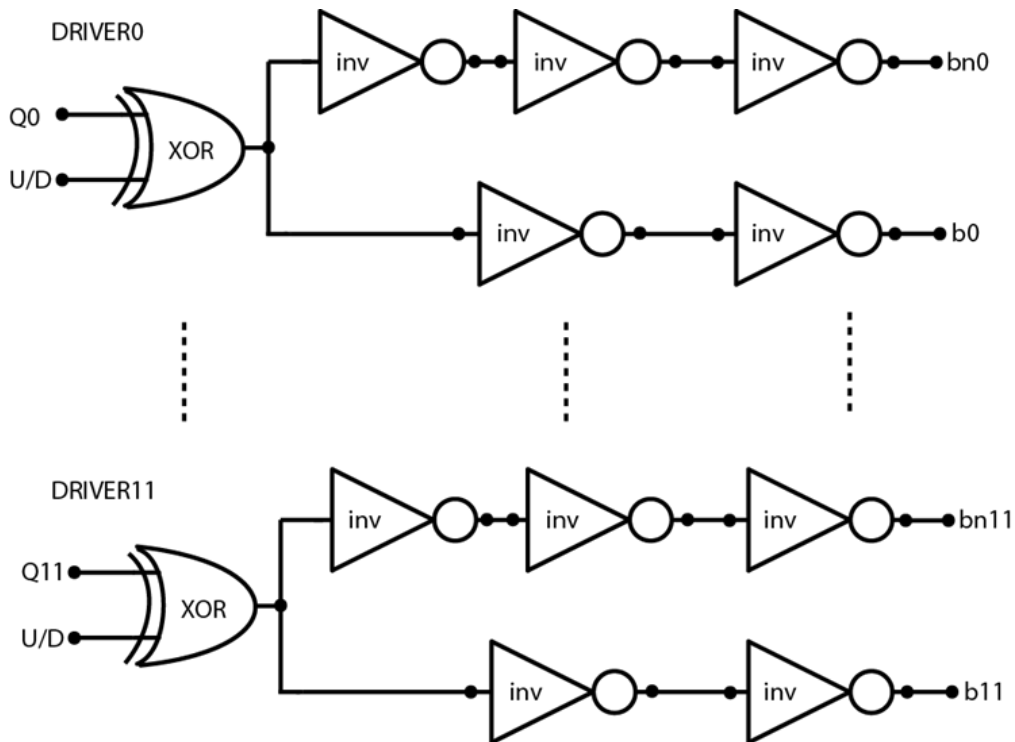 DRIVER0
inv inv inv bn0
Q0
XOR
U/D
inv inv b0
DRIVER11
inv inv inv bn11
Q11
XOR
U/D
inv inv b11